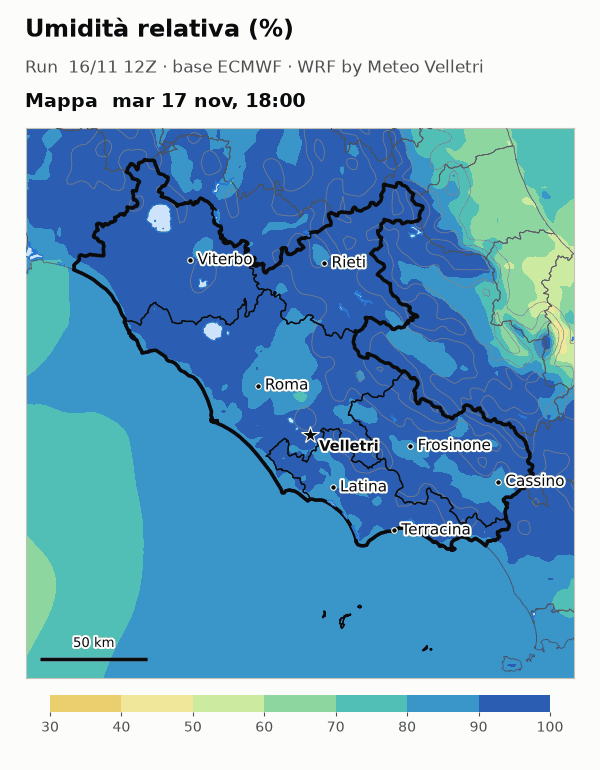 Umidità relativa (%)
Run  16/11 12Z · base ECMWF · WRF by Meteo Velletri
Mappa  mar 17 nov, 18:00
Viterbo
Rieti
Roma
Velletri
Frosinone
Latina
Cassino
Terracina
50 km
30 40 50 60 70 80 90 100